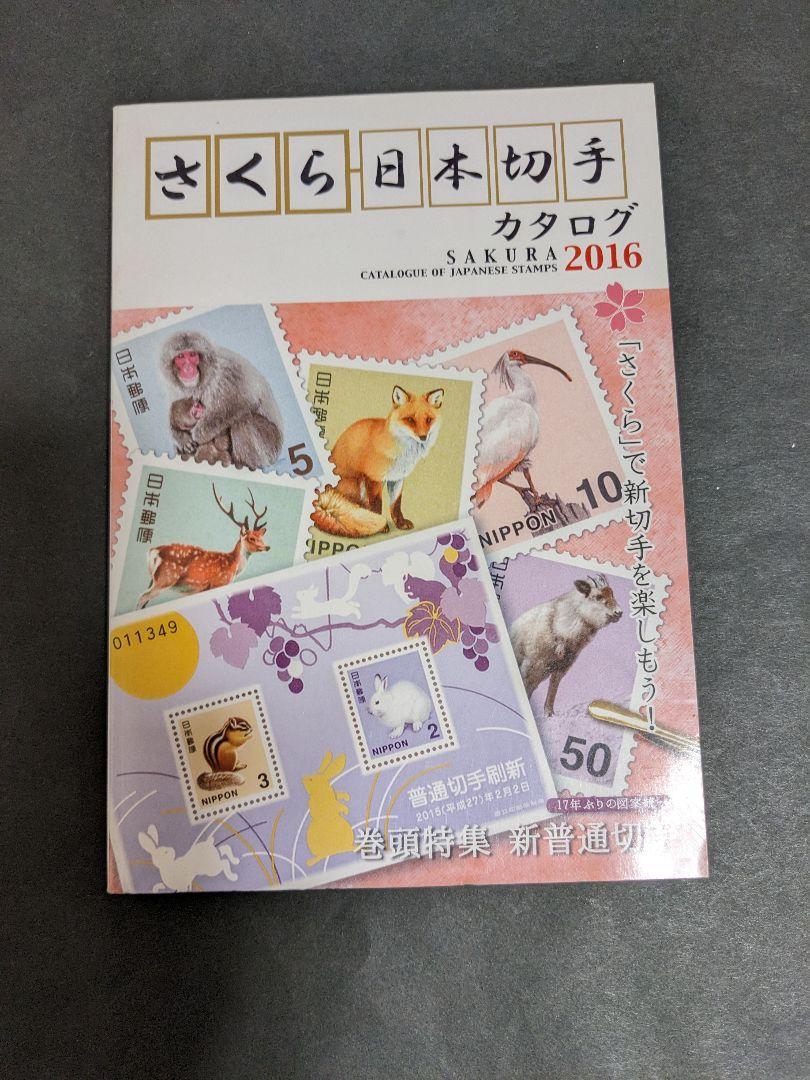 さくら日本切手
カタログ
SAKURA
CATALOGUE OF JAPANESE STAMPS 2016
「さくら」で新切手を楽しもう!
日本郵便
5
日本郵便
NIPPON
10
日本郵便
NIPPON
50
011349
日本郵便
NIPPON 3
日本郵便
NIPPON 2
普通切手刷新
2015(平成27)年2月2日
17年ぶりの図案
巻頭特集 新普通切